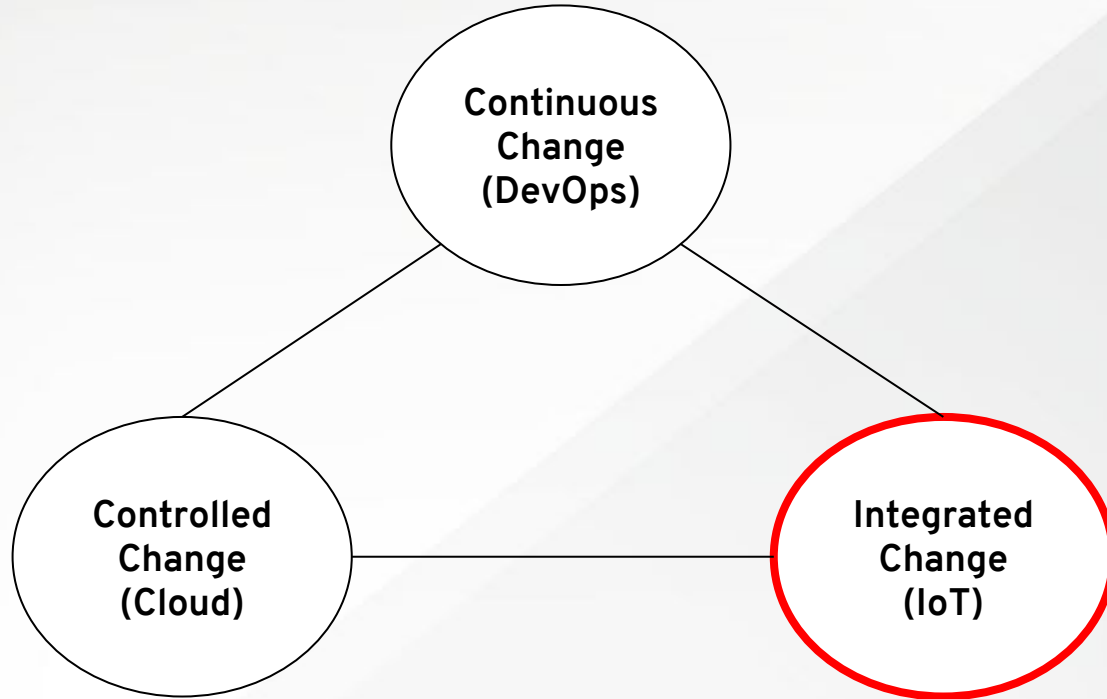 Continuous
Change
(DevOps)
Controlled
Change
(Cloud)
Integrated
Change
(IoT)